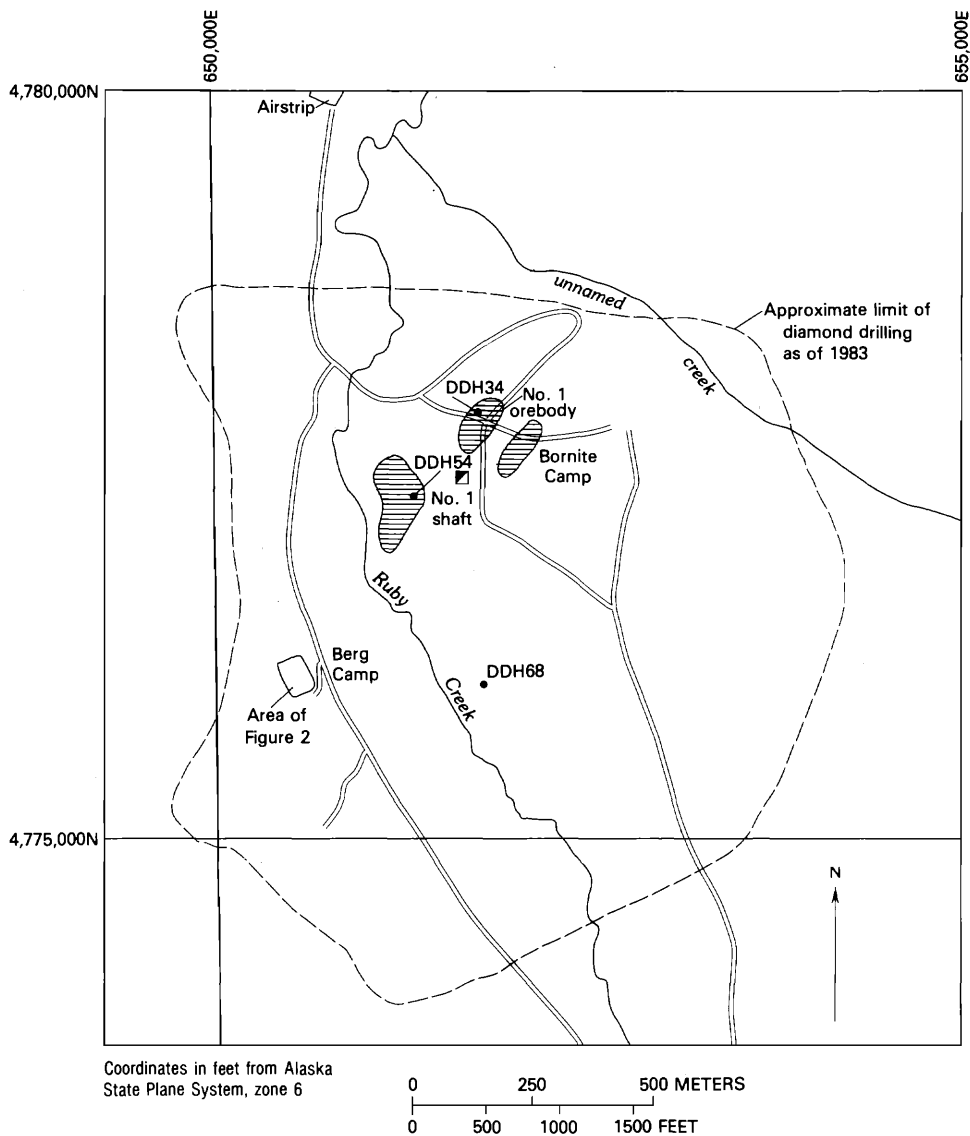 650,000E
655,000E
4,780,000N
Airstrip
unnamed
creek
Approximate limit of
diamond drilling
as of 1983
DDH34
No. 1
orebody
Bornite
Camp
DDH54
No. 1
shaft
Ruby
Creek
Berg
Camp
DDH68
Area of
Figure 2
4,775,000N
N
Coordinates in feet from Alaska
State Plane System, zone 6
0 250 500 METERS
0 500 1000 1500 FEET